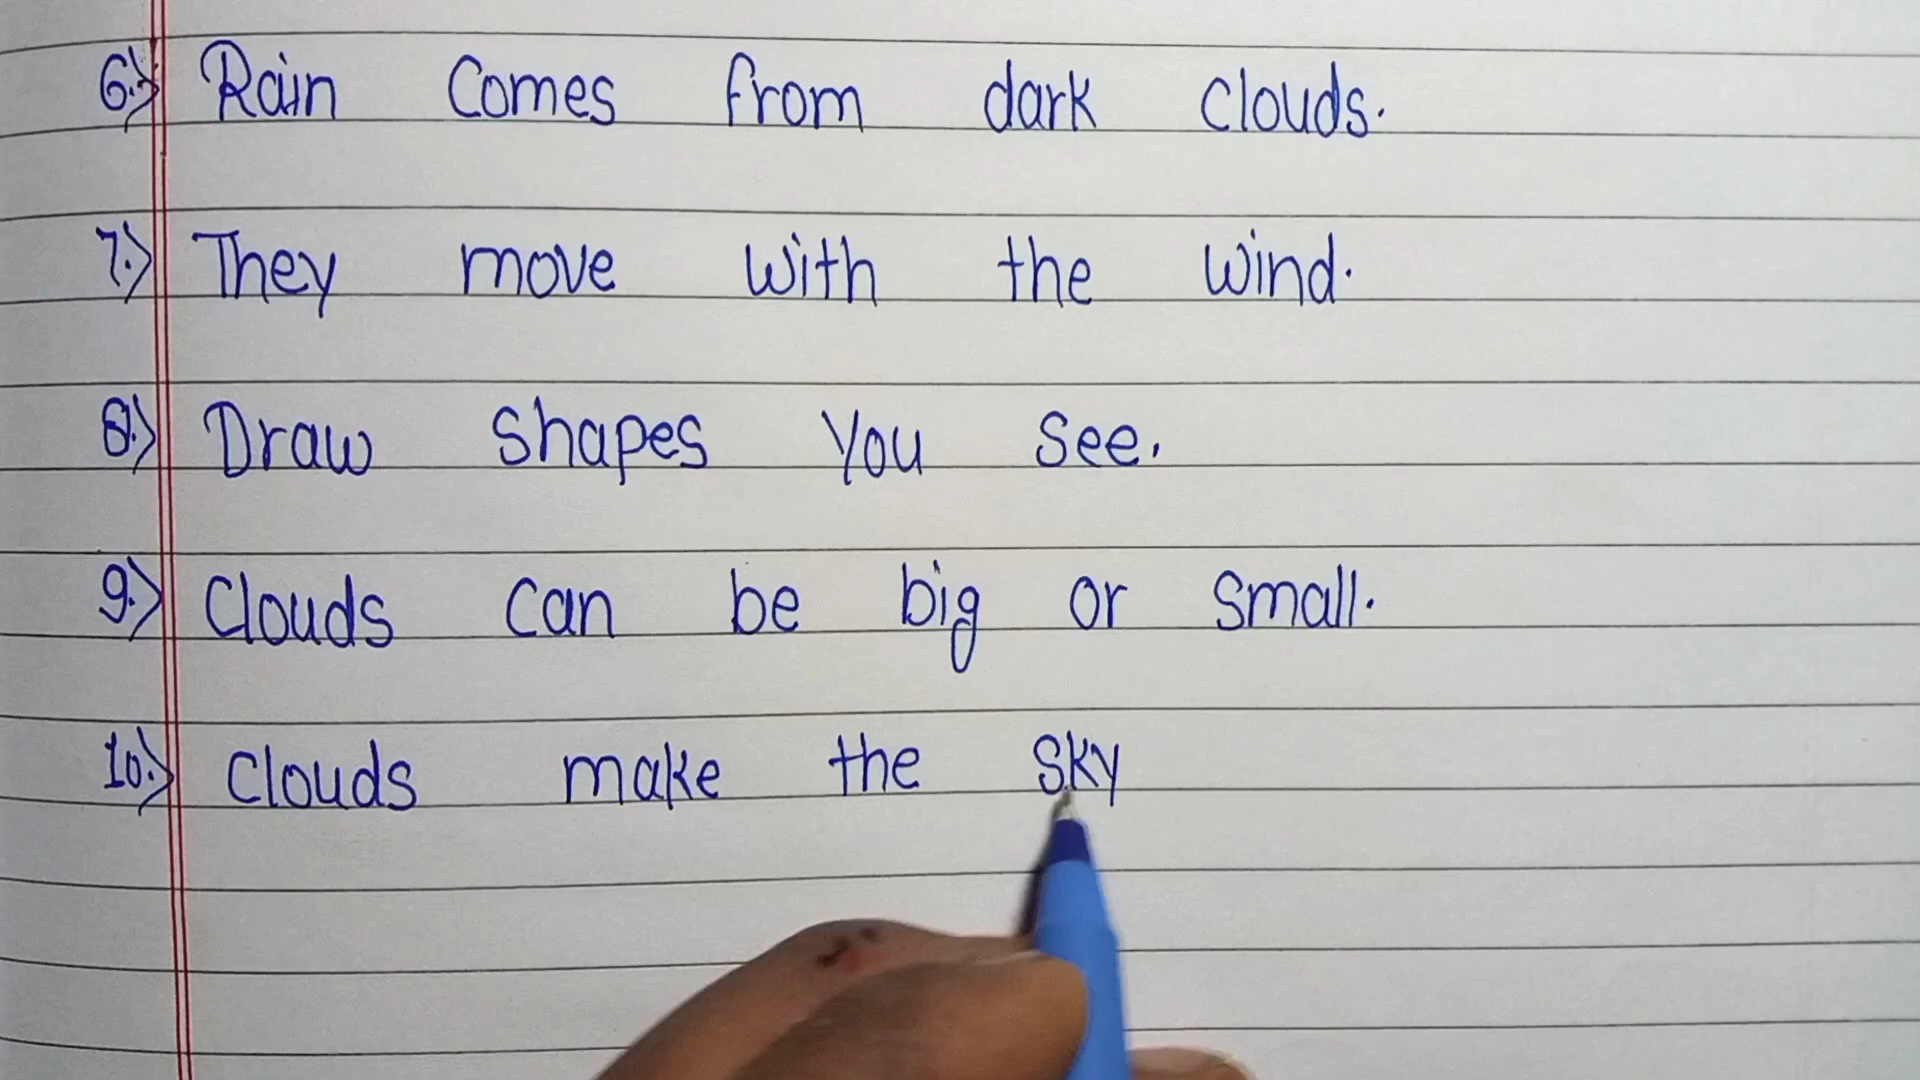 6.) Rain Comes from dark clouds.
7.) They move with the wind.
8.) Draw shapes you see.
9.) Clouds can be big or small.
10.) Clouds make the sky